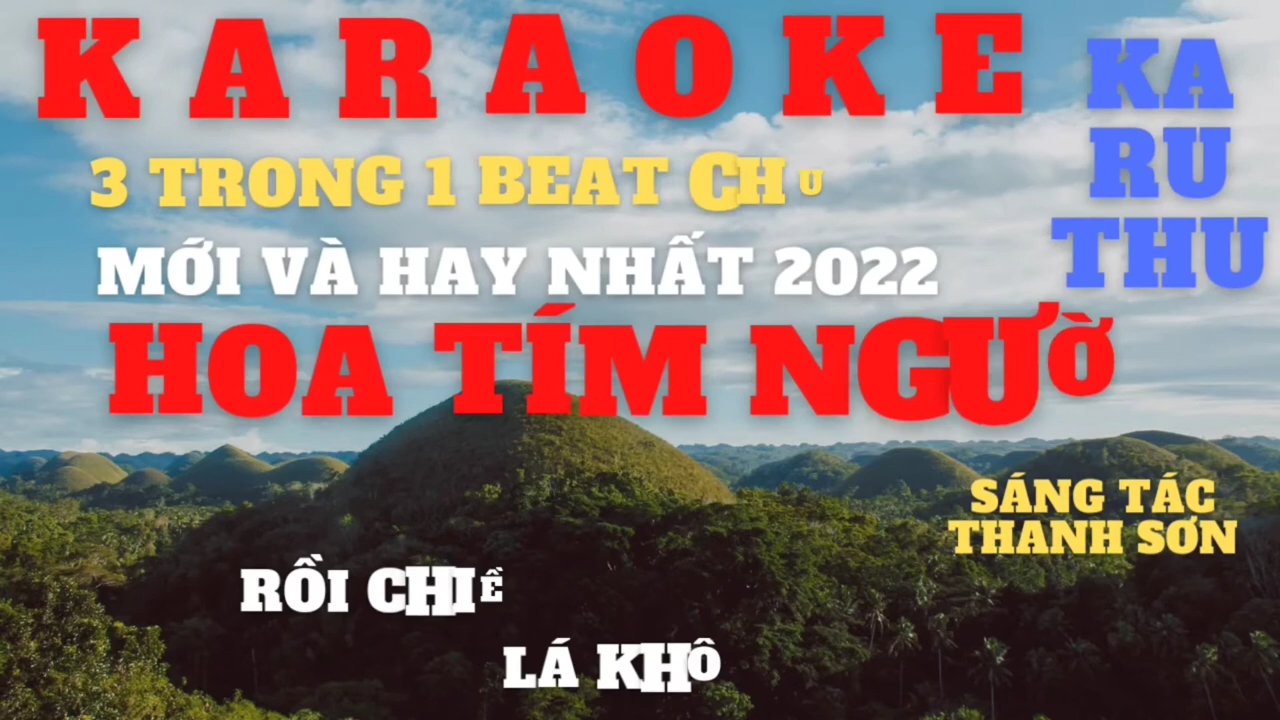 KARAOKE
KA
RU
THU
3 TRONG 1 BEAT CHU
MỚI VÀ HAY NHẤT 2022
HOA TÍM NGƯỜ
SÁNG TÁC
THANH SƠN
RỒI CHIỀ
LÁ KHÔ